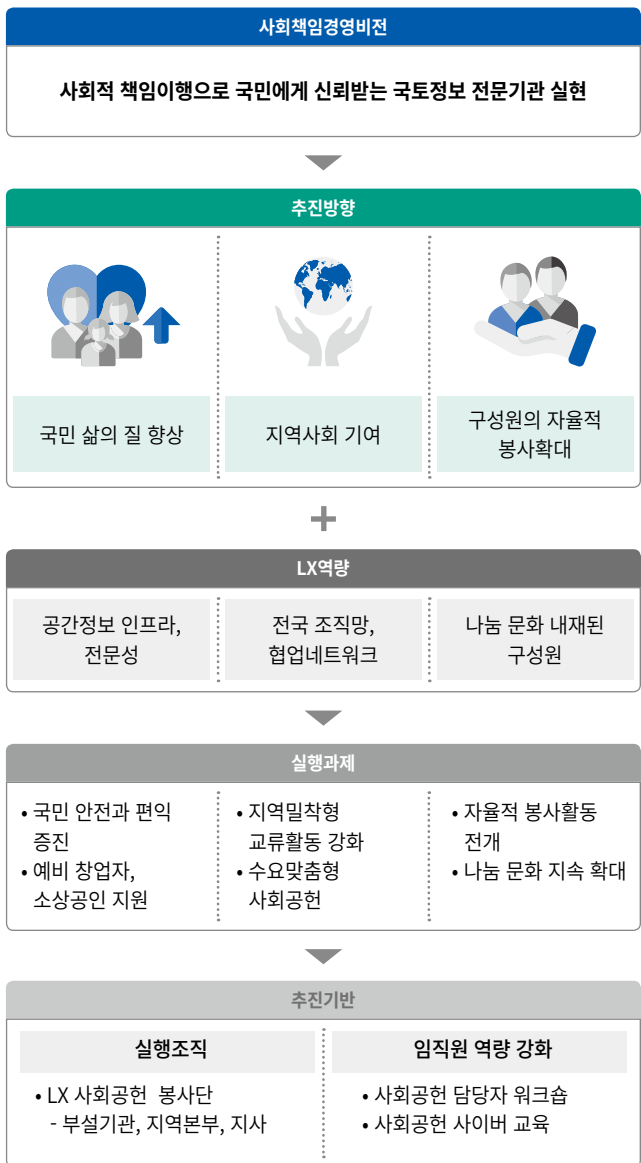 사회책임경영비전
사회적 책임이행으로 국민에게 신뢰받는 국토정보 전문기관 실현
추진방향
국민 삶의 질 향상
지역사회 기여
구성원의 자율적
봉사확대
+
LX역량
공간정보 인프라,
전문성
전국 조직망,
협업네트워크
나눔 문화 내재된
구성원
실행과제
• 국민 안전과 편익
증진
• 예비 창업자,
소상공인 지원
• 지역밀착형
교류활동 강화
• 수요맞춤형
사회공헌
• 자율적 봉사활동
전개
• 나눔 문화 지속 확대
추진기반
실행조직
• LX 사회공헌 봉사단
- 부설기관, 지역본부, 지사
임직원 역량 강화
• 사회공헌 담당자 워크숍
• 사회공헌 사이버 교육